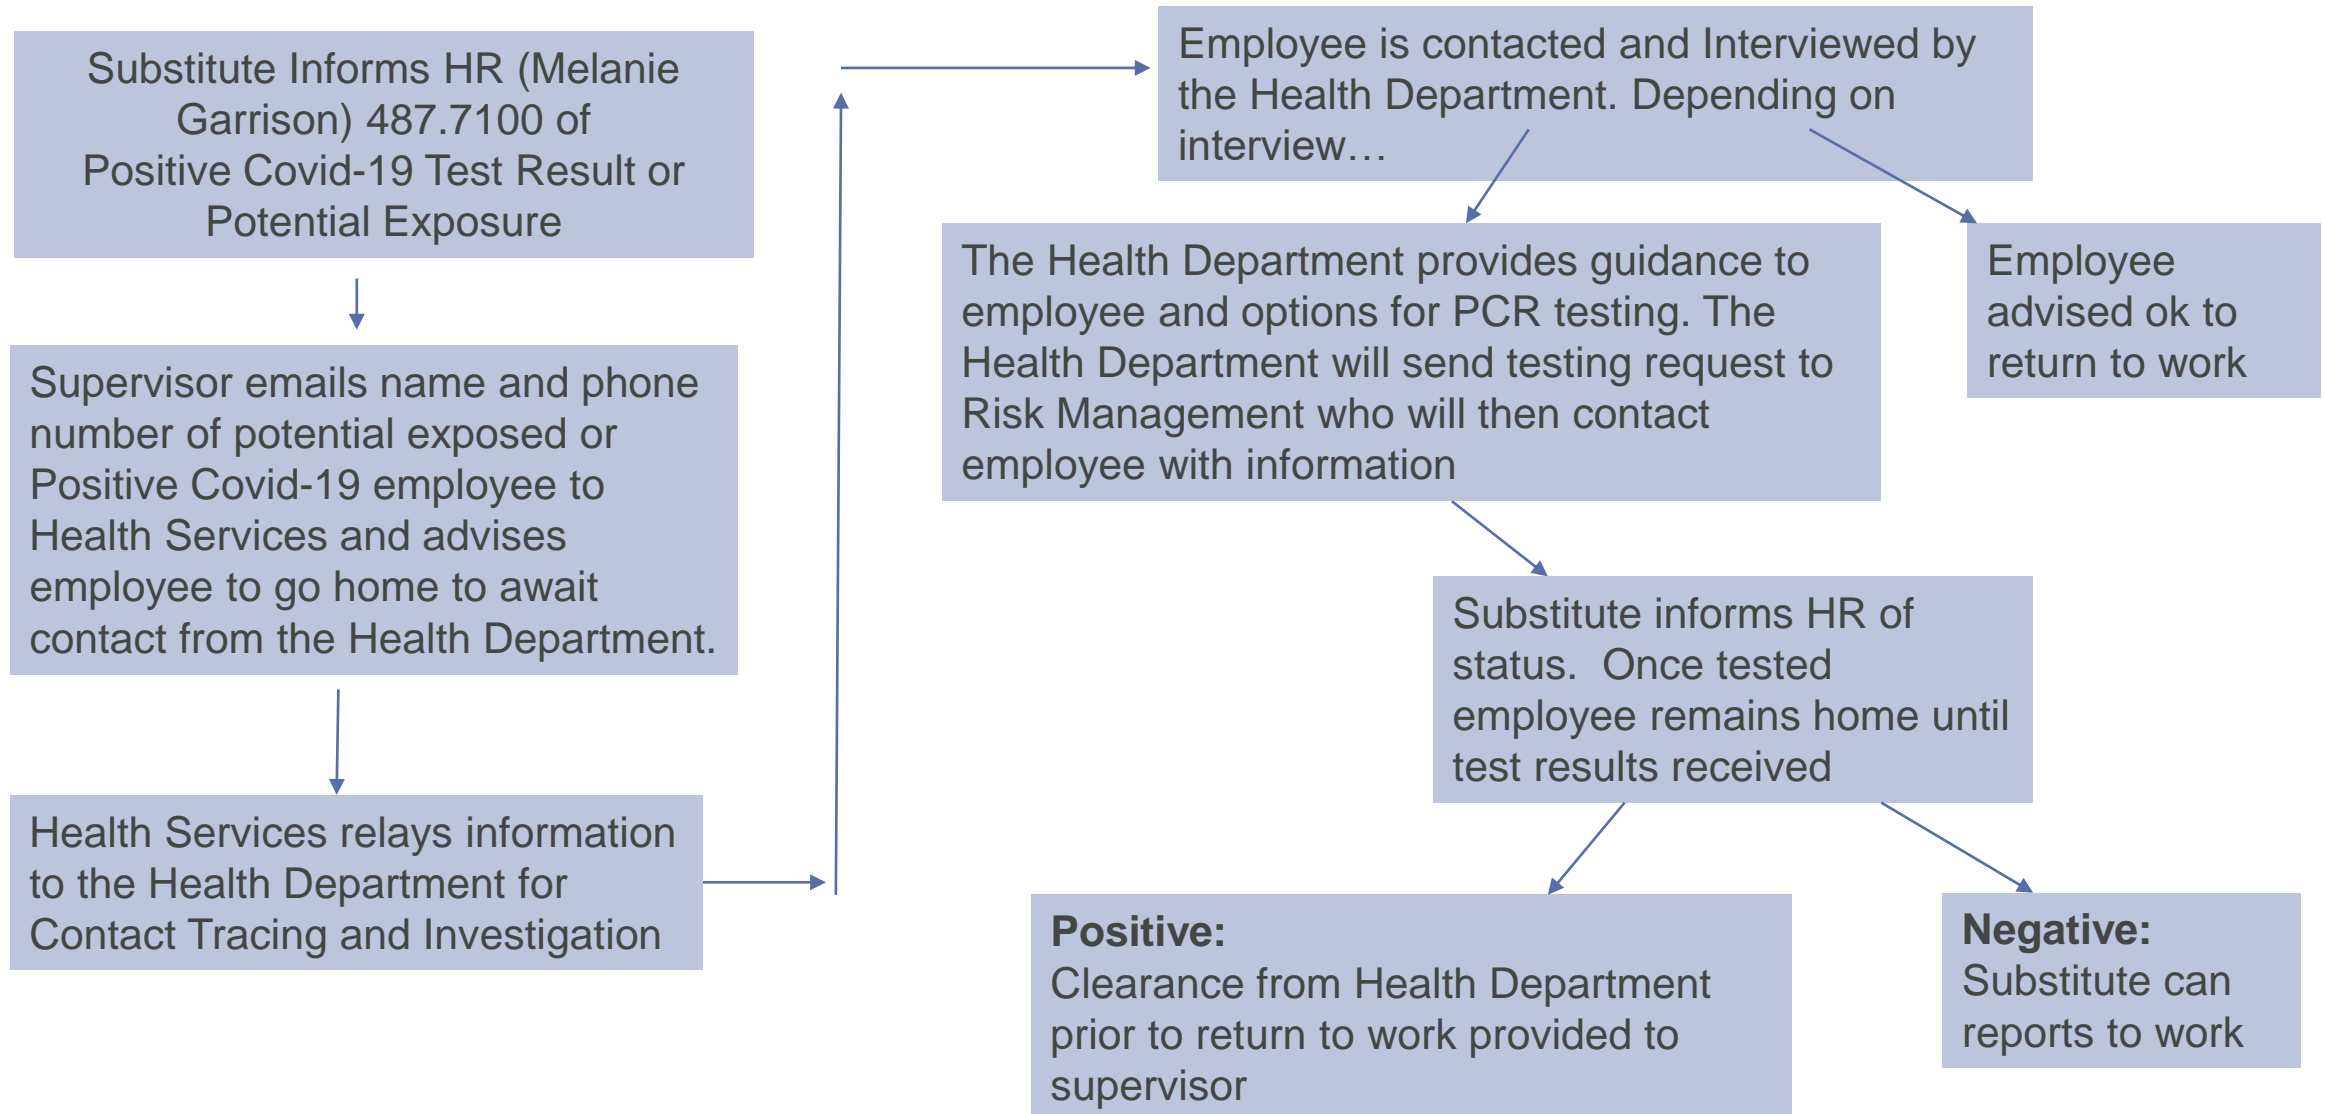 Substitute Informs HR (Melanie
Garrison) 487.7100 of
Positive Covid-19 Test Result or
Potential Exposure
Supervisor emails name and phone
number of potential exposed or
Positive Covid-19 employee to
Health Services and advises
employee to go home to await
contact from the Health Department.
Health Services relays information
to the Health Department for
Contact Tracing and Investigation
Employee is contacted and Interviewed by
the Health Department. Depending on
interview…
The Health Department provides guidance to
employee and options for PCR testing. The
Health Department will send testing request to
Risk Management who will then contact
employee with information
Employee
advised ok to
return to work
Substitute informs HR of
status.  Once tested
employee remains home until
test results received
Positive:
Clearance from Health Department
prior to return to work provided to
supervisor
Negative:
Substitute can
reports to work